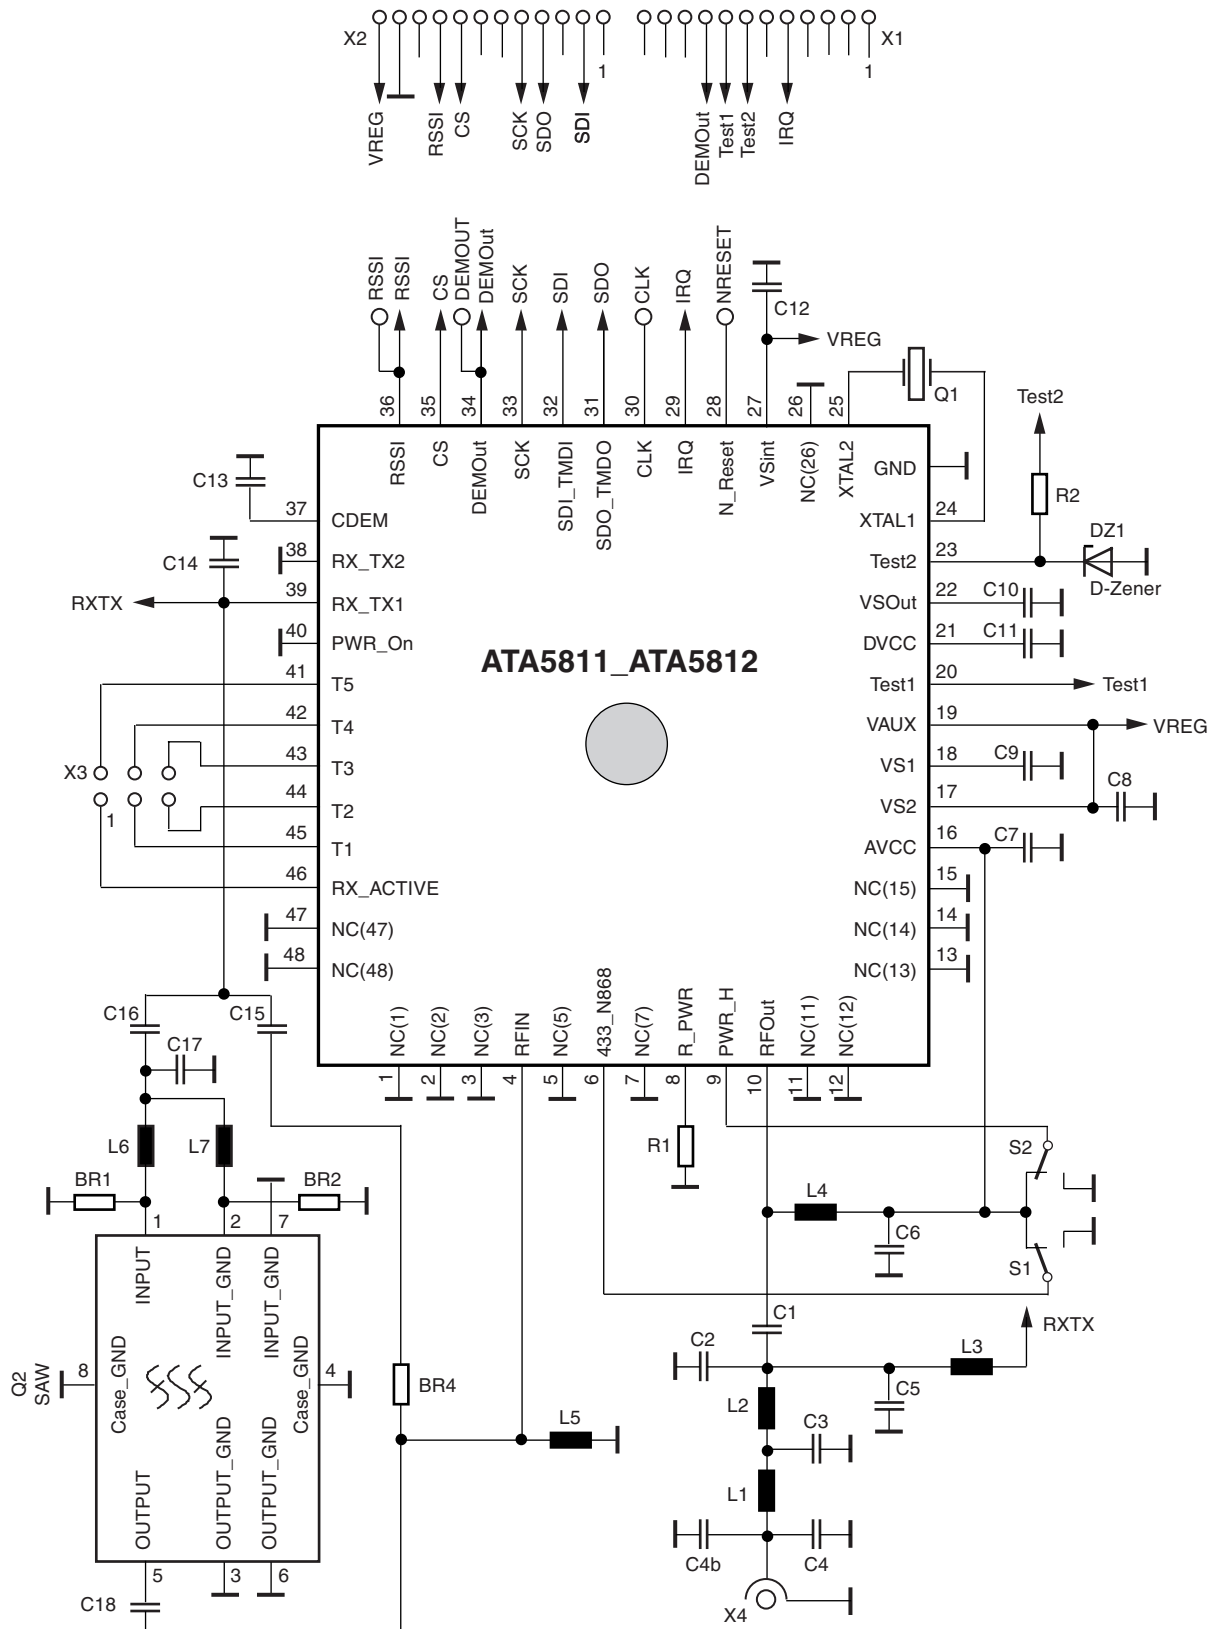 X2
X1
1
1
VREG
RSSI
CS
SCK
SDO
SDI
DEMOut
Test1
Test2
IRQ
RSSI
RSSI
CS
DEMOUT
DEMOut
SCK
SDI
SDO
CLK
IRQ
NRESET
C12
VREG
Q1
Test2
36
35
34
33
32
31
30
29
28
27
26
25
RSSI
CS
DEMOut
SCK
SDI_TMDI
SDO_TMDO
CLK
IRQ
N_Reset
VSint
NC(26)
XTAL2
GND
C13
37
CDEM
XTAL1
24
R2
C14
38
RX_TX2
Test2
23
DZ1
D-Zener
RXTX
39
RX_TX1
VSOut
22
C10
40
PWR_On
DVCC
21
C11
ATA5811_ATA5812
41
T5
Test1
20
Test1
42
T4
VAUX
19
VREG
43
T3
VS1
18
C9
X3
C8
1
44
T2
VS2
17
45
T1
AVCC
16
C7
46
RX_ACTIVE
NC(15)
15
47
NC(47)
NC(14)
14
48
NC(48)
NC(13)
13
NC(1)
NC(2)
NC(3)
RFIN
NC(5)
433_N868
NC(7)
R_PWR
PWR_H
RFOut
NC(11)
NC(12)
1
2
3
4
5
6
7
8
9
10
11
12
C16
C15
C17
L6
L7
R1
S2
BR1
BR2
L4
C6
S1
1
2
7
INPUT
INPUT_GND
INPUT_GND
Case_GND
Case_GND
Q2
SAW
8
4
OUTPUT
OUTPUT_GND
OUTPUT_GND
5
3
6
C18
BR4
L5
C1
RXTX
C2
L3
C5
L2
C3
L1
C4b
C4
X4